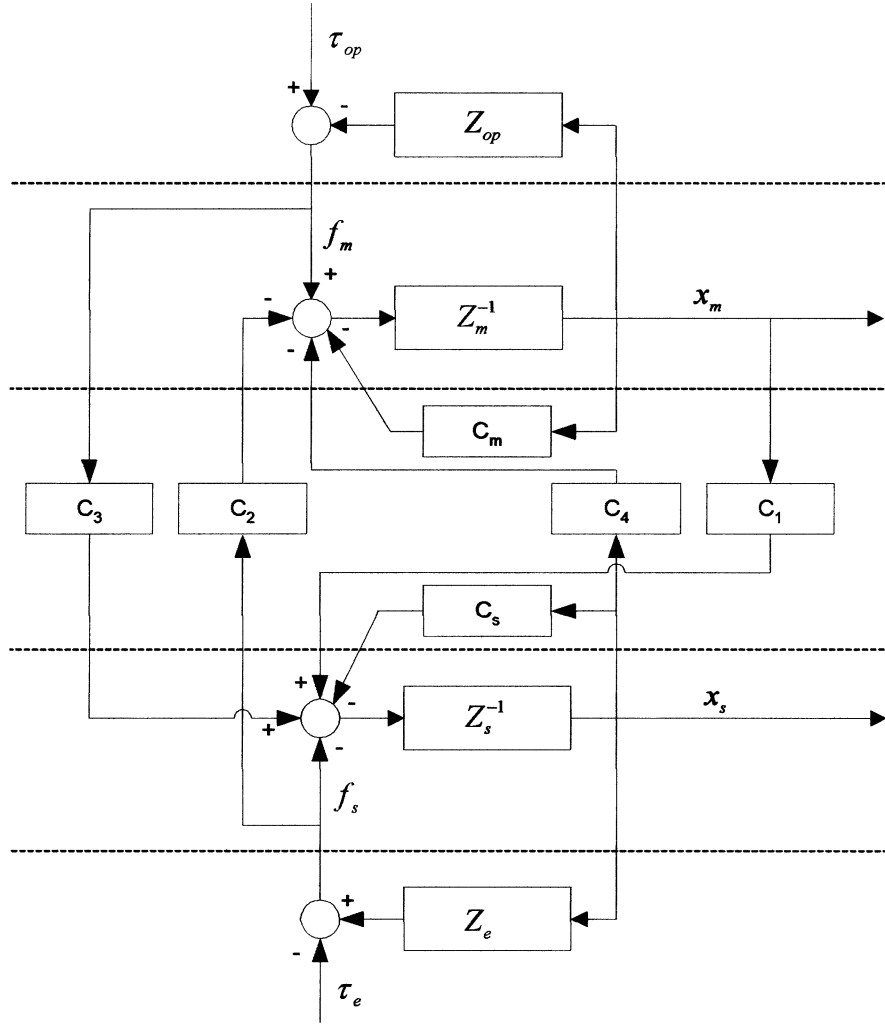 τ_op
+
-
Z_op
f_m
+
-
-
-
Z_m^{-1}
x_m
C_m
C_3
C_2
C_4
C_1
C_s
+
-
+
-
Z_s^{-1}
x_s
f_s
+
Z_e
-
τ_e